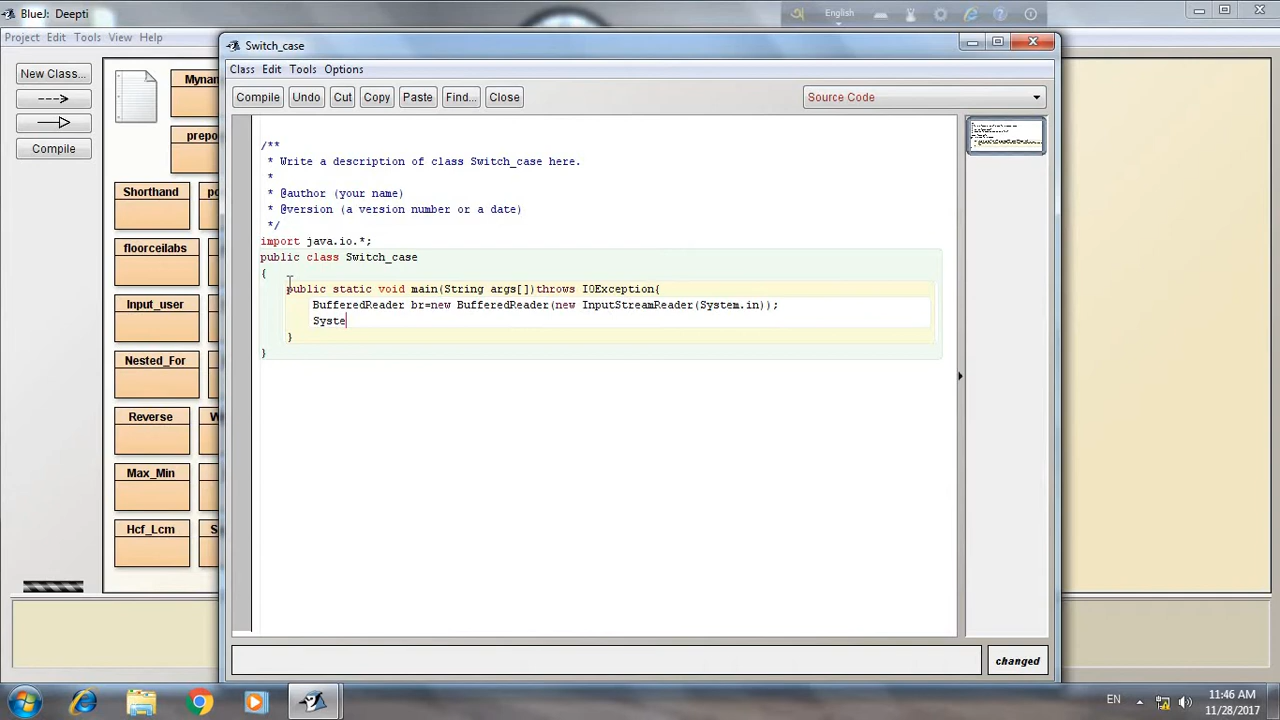 BlueJ: Deepti
English
Project Edit Tools View Help
New Class...
Compile
Switch_case
Class Edit Tools Options
Compile Undo Cut Copy Paste Find... Close
Source Code
/**
* Write a description of class Switch_case here.
*
* @author (your name)
* @version (a version number or a date)
*/
import java.io.*;
public class Switch_case
{
public static void main(String args[])throws IOException{
BufferedReader br=new BufferedReader(new InputStreamReader(System.in));
Syste
}
}
Shorthand
floorceilabs
Input_user
Nested_For
Reverse
Max_Min
Hcf_Lcm
changed
EN
11:46 AM
11/28/2017